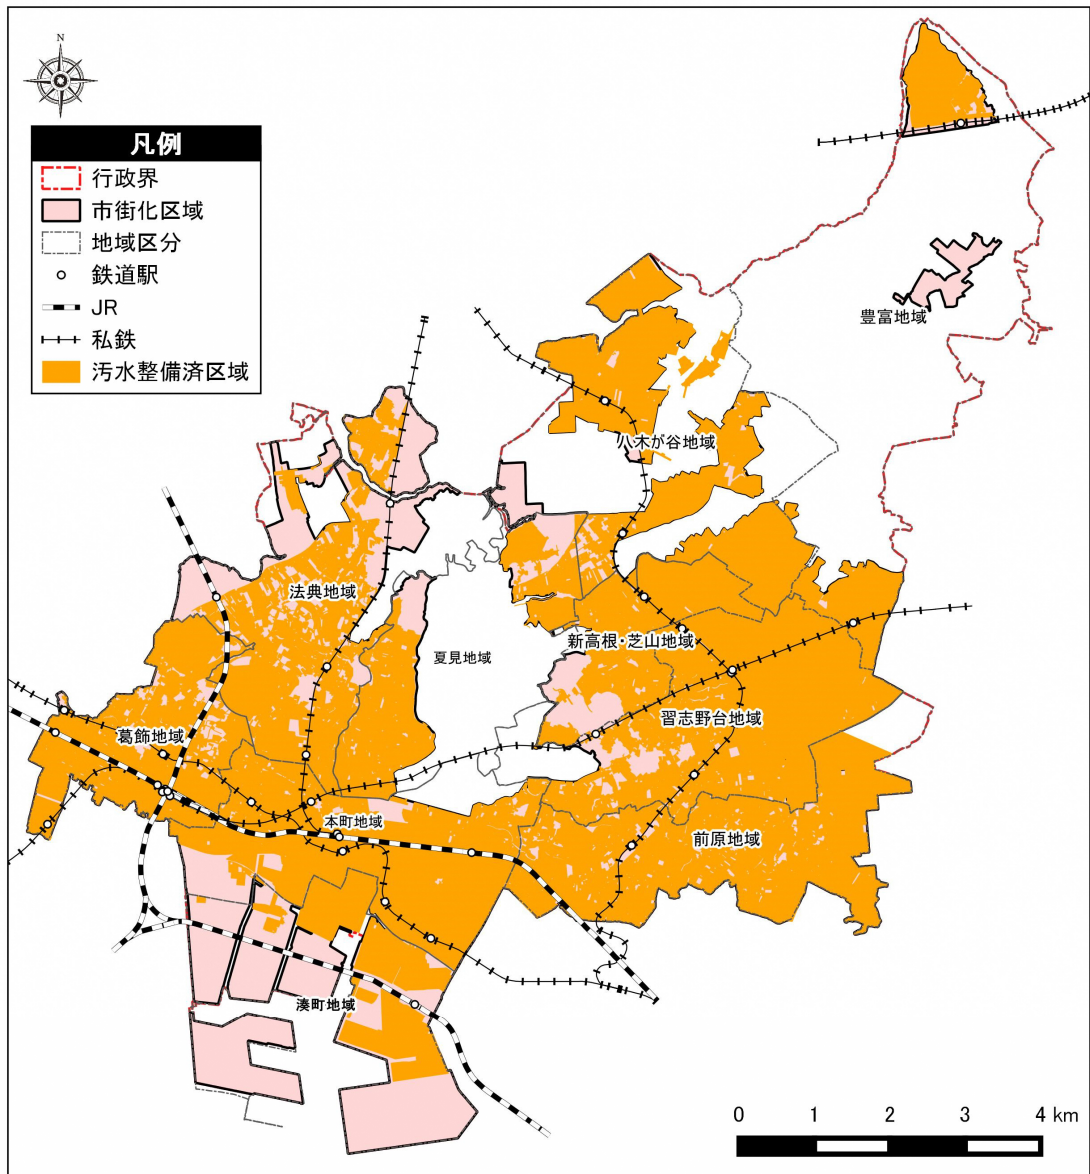 N
凡例
行政界
市街化区域
地域区分
鉄道駅
JR
私鉄
汚水整備済区域
豊富地域
八木が谷地域
法典地域
新高根・芝山地域
夏見地域
習志野台地域
葛飾地域
本町地域
前原地域
湊町地域
0 1 2 3 4 km